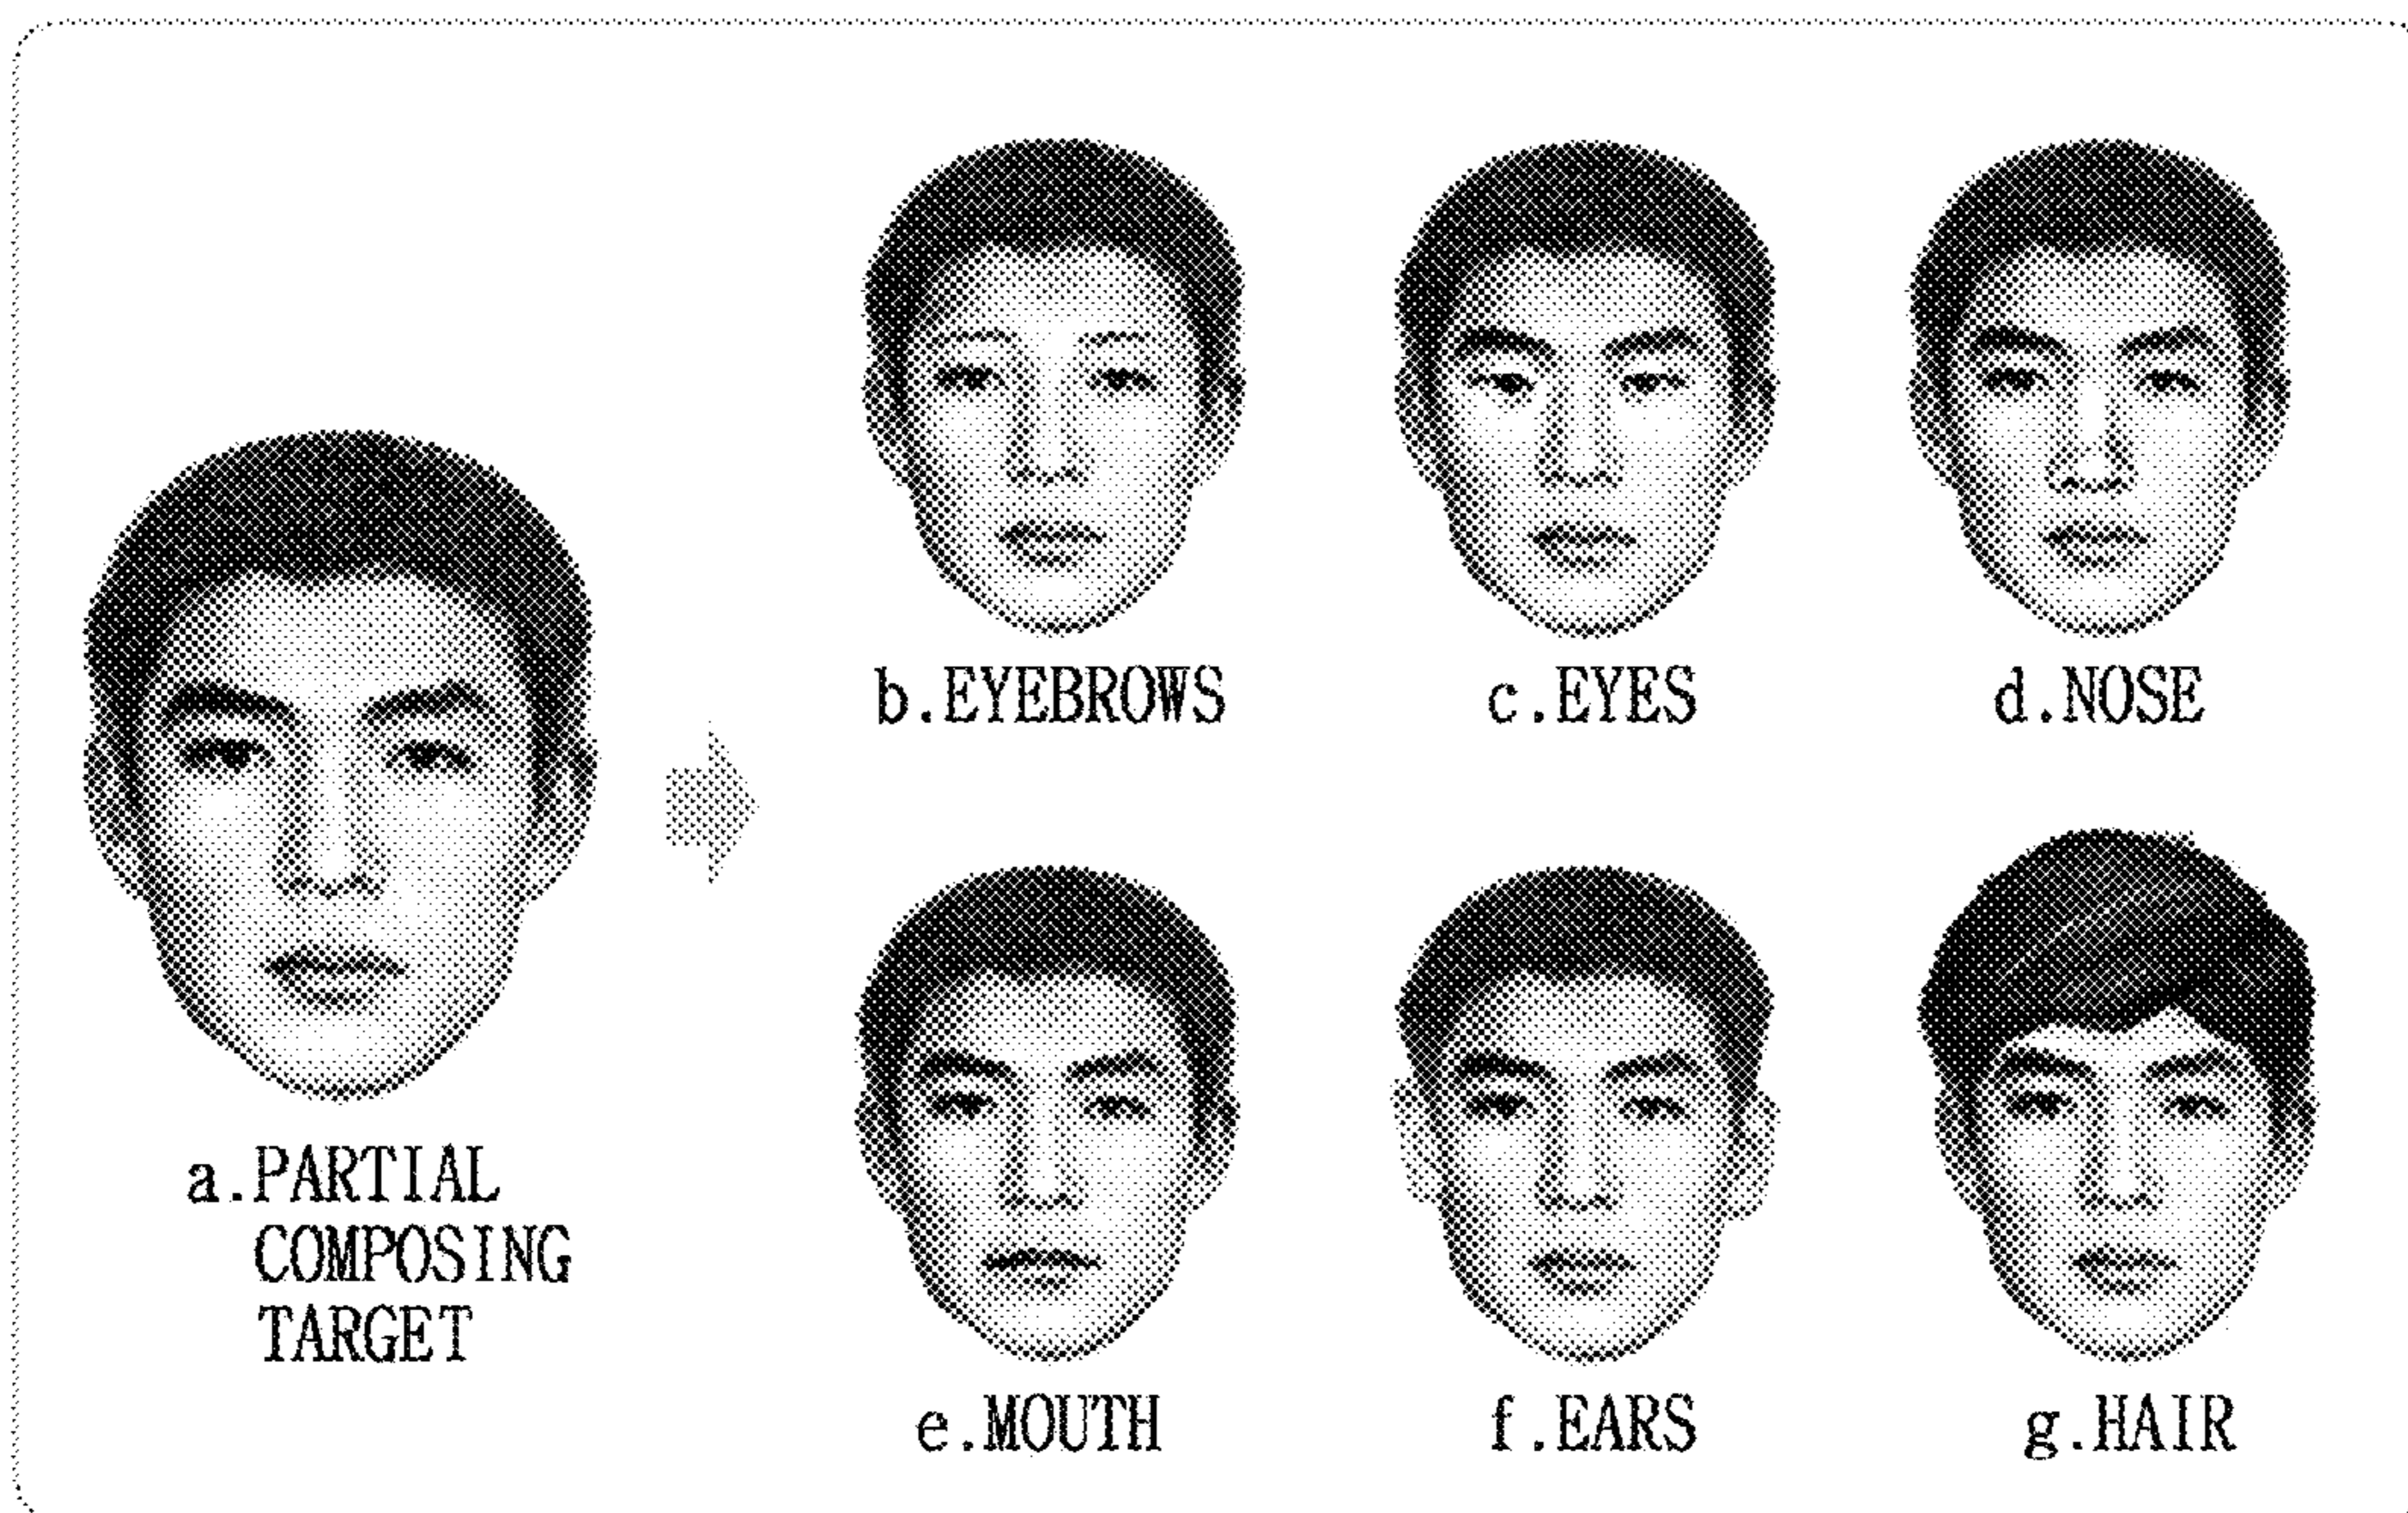 b.EYEBROWS
c.EYES
d.NOSE
a.PARTIAL
COMPOSING
TARGET
e.MOUTH
f.EARS
g.HAIR